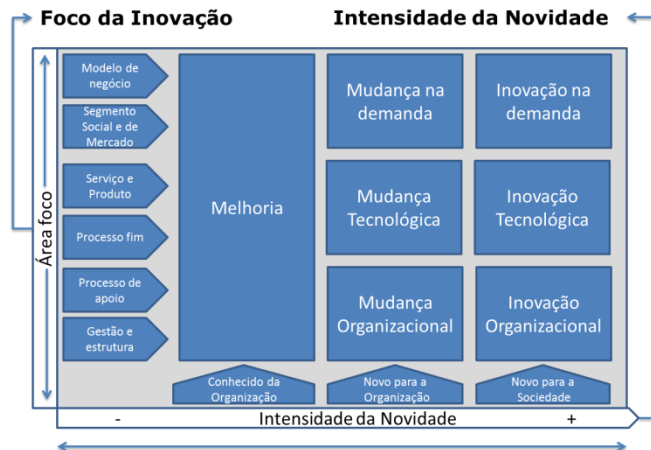 Foco da Inovação
Intensidade da Novidade
Área foco
Modelo de
negócio
Segmento
Social e de
Mercado
Serviço e
Produto
Processo fim
Processo de
apoio
Gestão e
estrutura
Melhoria
Mudança na
demanda
Inovação na
demanda
Mudança
Tecnológica
Inovação
Tecnológica
Mudança
Organizacional
Inovação
Organizacional
Conhecido da
Organização
Novo para a
Organização
Novo para a
Sociedade
- Intensidade da Novidade +